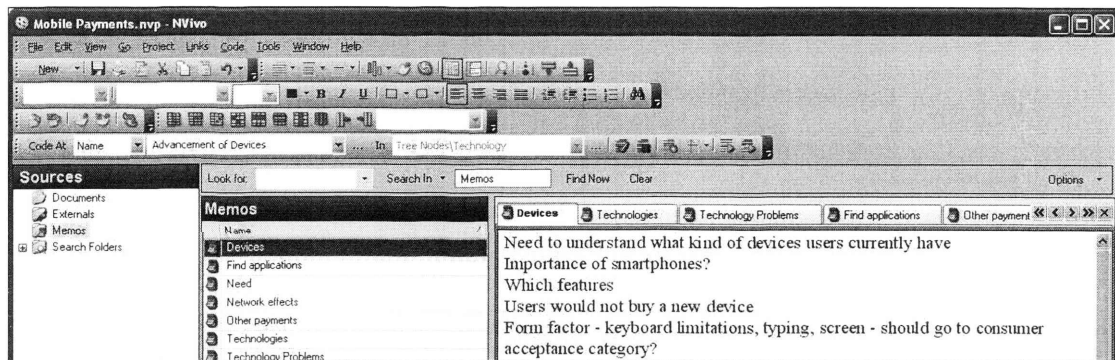 Mobile Payments.nvp - NVivo
File Edit View Go Project Links Code Tools Window Help
New
B I U
Code At Name Advancement of Devices ... In Tree Nodes\Technology ...
Sources
Documents
Externals
Memos
Search Folders
Look for: Search In Memos Find Now Clear Options
Memos
Name
Devices
Find applications
Need
Network effects
Other payments
Technologies
Technology Problems
Devices Technologies Technology Problems Find applications Other payment
Need to understand what kind of devices users currently have
Importance of smartphones?
Which features
Users would not buy a new device
Form factor - keyboard limitations, typing, screen - should go to consumer
acceptance category?